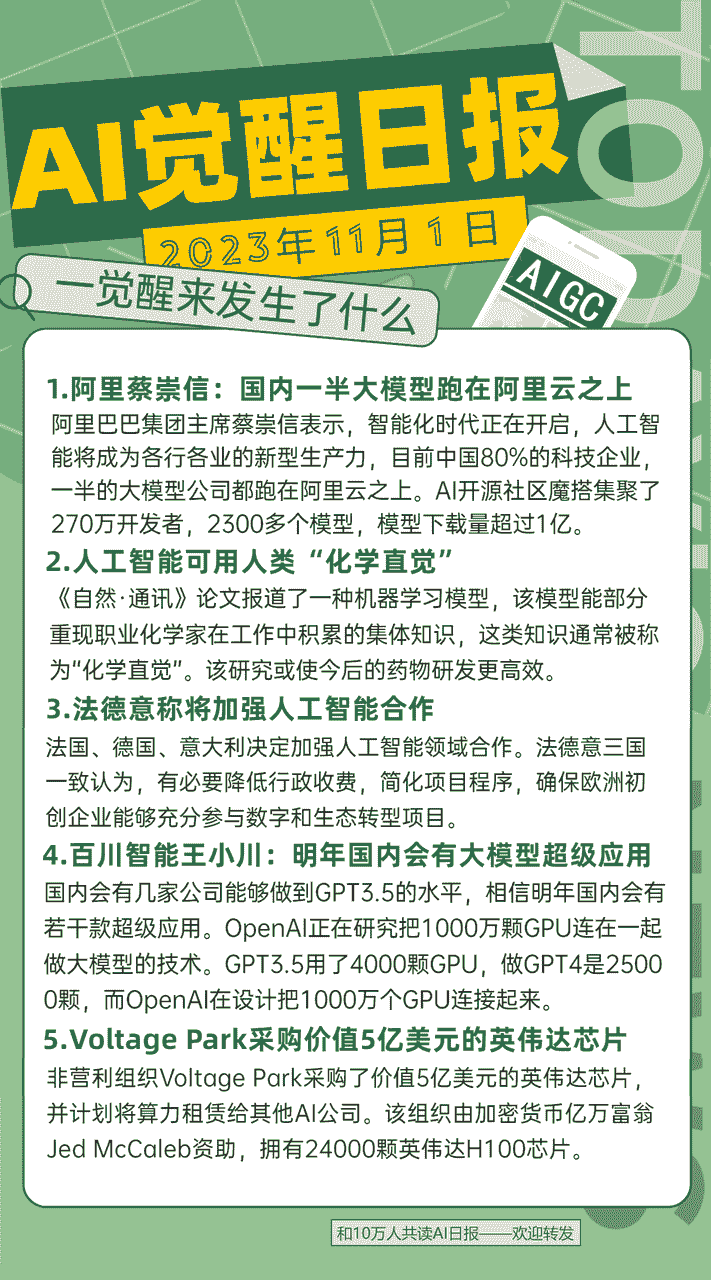 AI觉醒日报
2023年11月1日
一觉醒来发生了什么
AIGC
1.阿里蔡崇信：国内一半大模型跑在阿里云之上
阿里巴巴集团主席蔡崇信表示，智能化时代正在开启，人工智
能将成为各行各业的新型生产力，目前中国80%的科技企业，
一半的大模型公司都跑在阿里云之上。AI开源社区魔搭集聚了
270万开发者，2300多个模型，模型下载量超过1亿。
2.人工智能可用人类“化学直觉”
《自然·通讯》论文报道了一种机器学习模型，该模型能部分
重现职业化学家在工作中积累的集体知识，这类知识通常被称
为“化学直觉”。该研究或使今后的药物研发更高效。
3.法德意称将加强人工智能合作
法国、德国、意大利决定加强人工智能领域合作。法德意三国
一致认为，有必要降低行政收费，简化项目程序，确保欧洲初
创企业能够充分参与数字和生态转型项目。
4.百川智能王小川：明年国内会有大模型超级应用
国内会有几家公司能够做到GPT3.5的水平，相信明年国内会有
若干款超级应用。OpenAI正在研究把1000万颗GPU连在一起
做大模型的技术。GPT3.5用了4000颗GPU，做GPT4是2500
0颗，而OpenAI在设计把1000万个GPU连接起来。
5.Voltage Park采购价值5亿美元的英伟达芯片
非营利组织Voltage Park采购了价值5亿美元的英伟达芯片，
并计划将算力租赁给其他AI公司。该组织由加密货币亿万富翁
Jed McCaleb资助，拥有24000颗英伟达H100芯片。
和10万人共读AI日报——欢迎转发